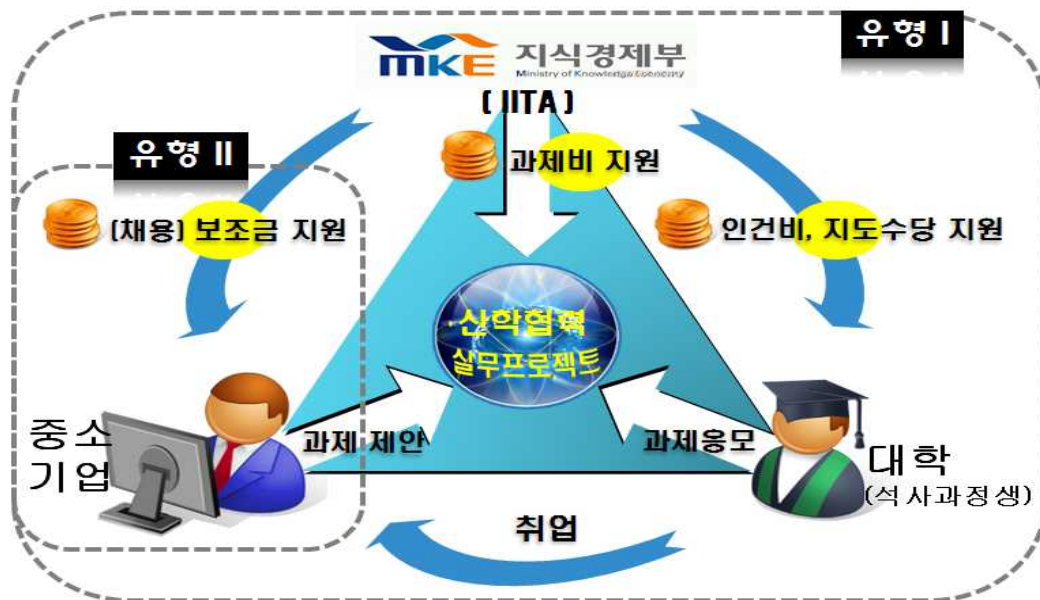 유형 I
MKE 지식경제부
Ministry of Knowledge Economy
( IITA )
유형 II
과제비 지원
(채용) 보조금 지원
인건비, 지도수당 지원
산학협력
실무프로젝트
중소
기업
과제 제안
과제응모
대학
(석사과정생)
취업